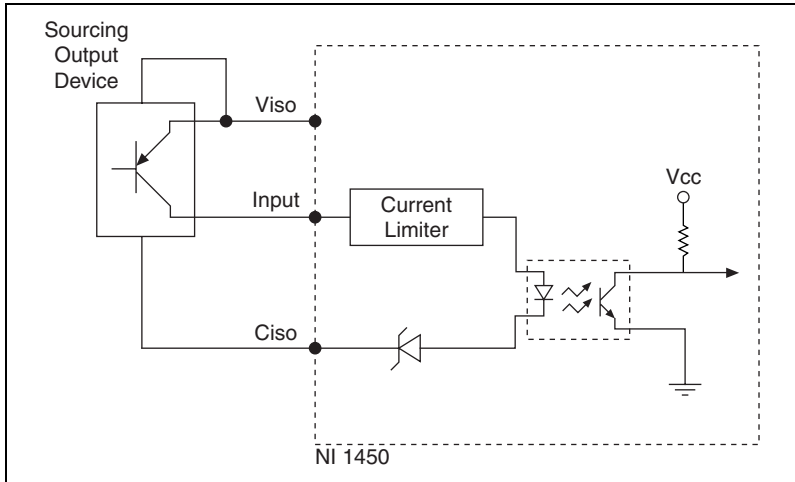 Sourcing
Output
Device
Viso
Input
Current
Limiter
Vcc
Ciso
NI 1450